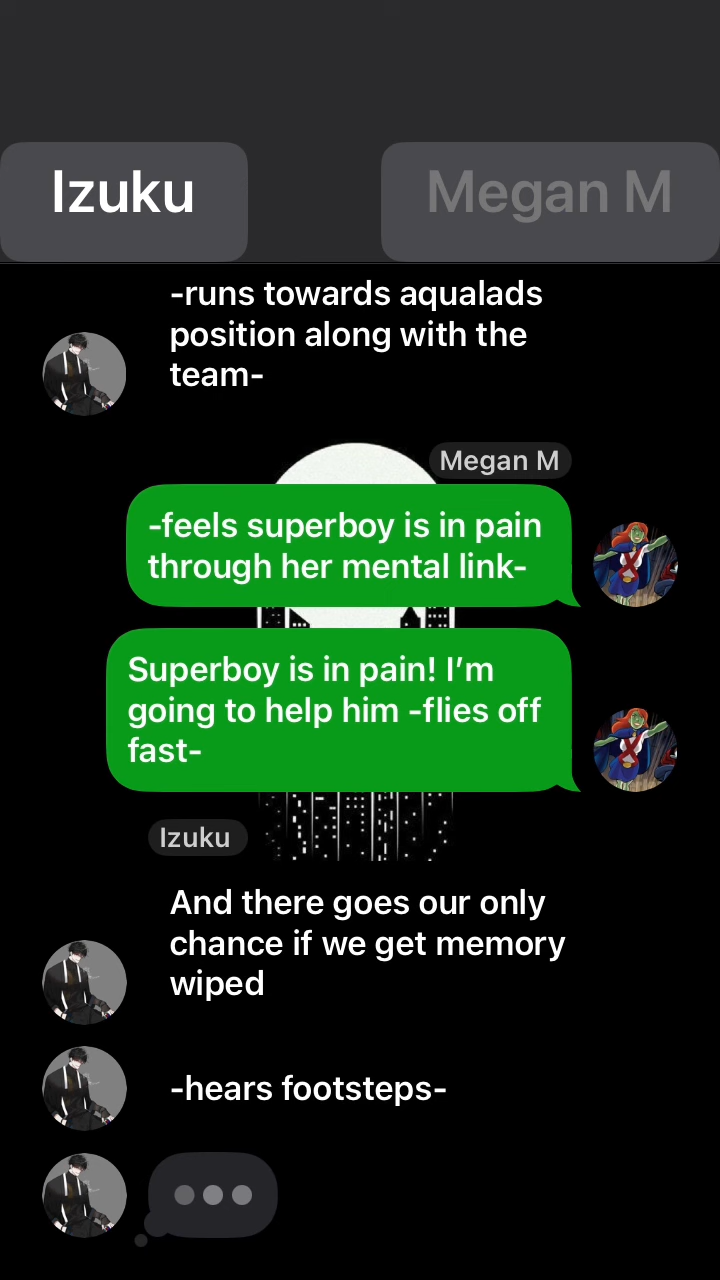 Izuku
Megan M
-runs towards aqualads
position along with the
team-
Megan M
-feels superboy is in pain
through her mental link-
Superboy is in pain! I’m
going to help him -flies off
fast-
Izuku
And there goes our only
chance if we get memory
wiped
-hears footsteps-